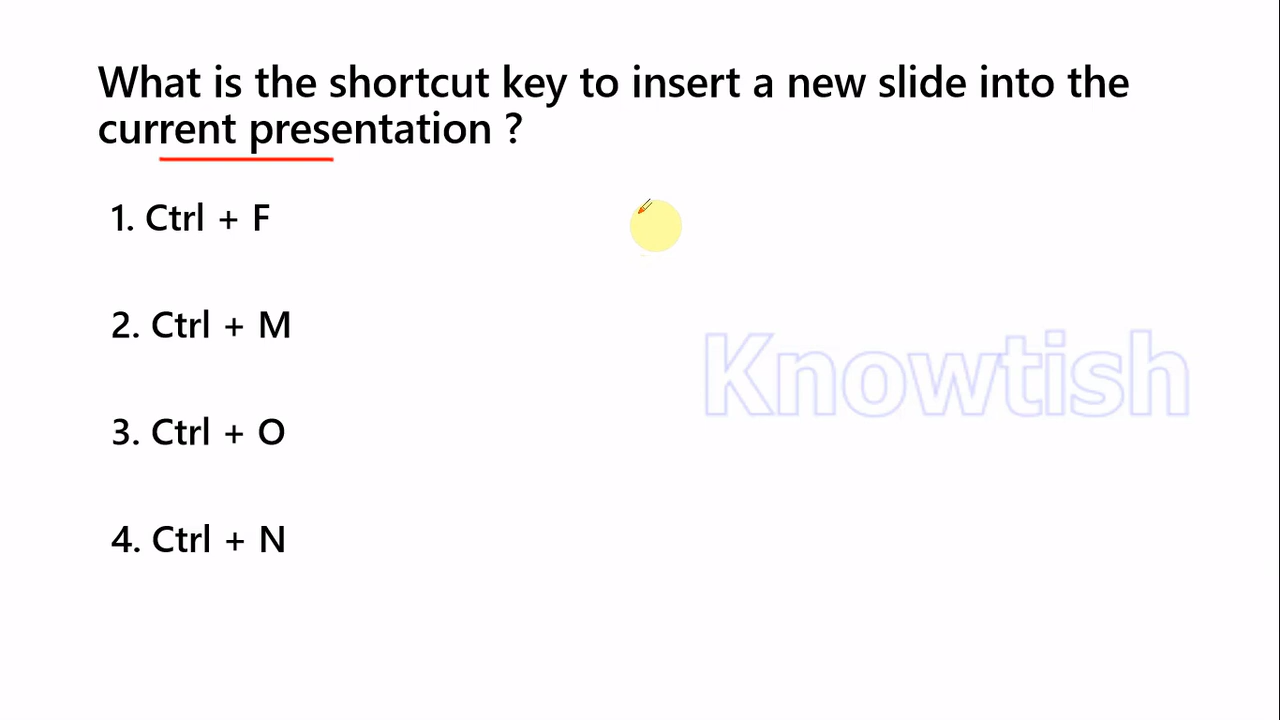 What is the shortcut key to insert a new slide into the
current presentation ?
1. Ctrl + F
2. Ctrl + M
Knowtish
3. Ctrl + O
4. Ctrl + N